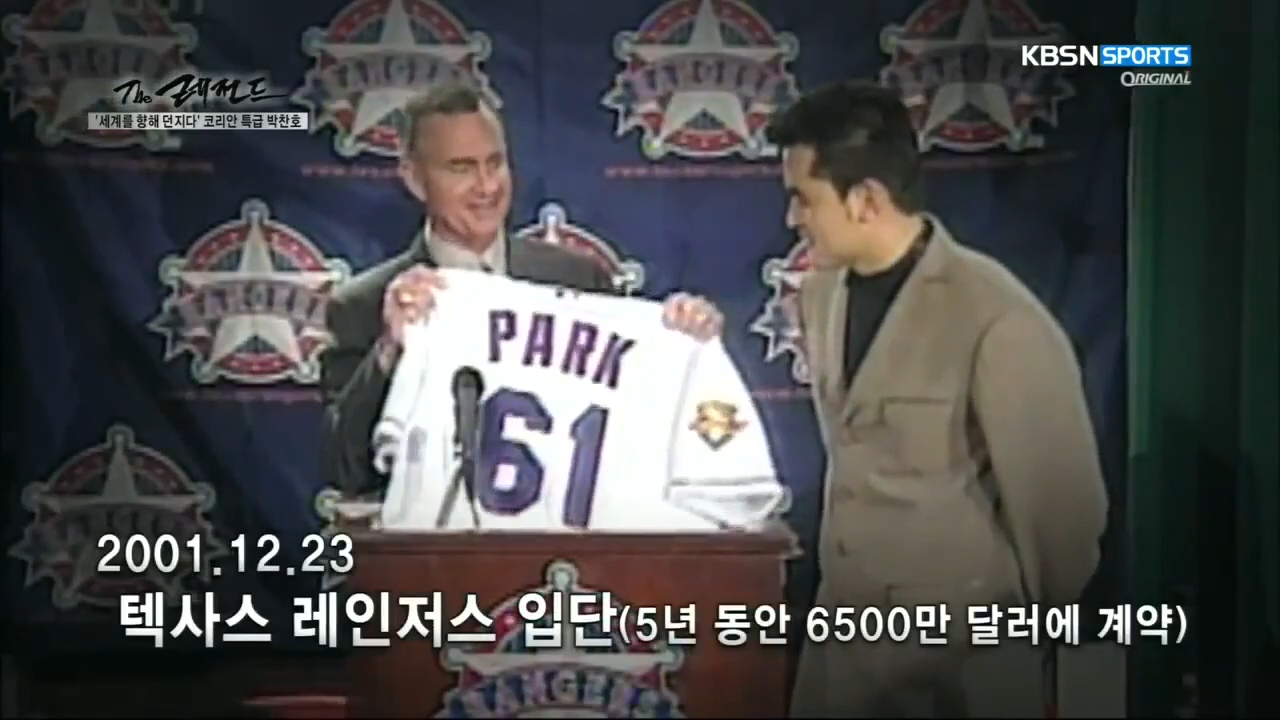 KBSN SPORTS
ORIGINAL
The 레전드
'세계를 향해 던지다' 코리안 특급 박찬호
RANGERS
PARK
61
2001.12.23
텍사스 레인저스 입단(5년 동안 6500만 달러에 계약)
RANGERS